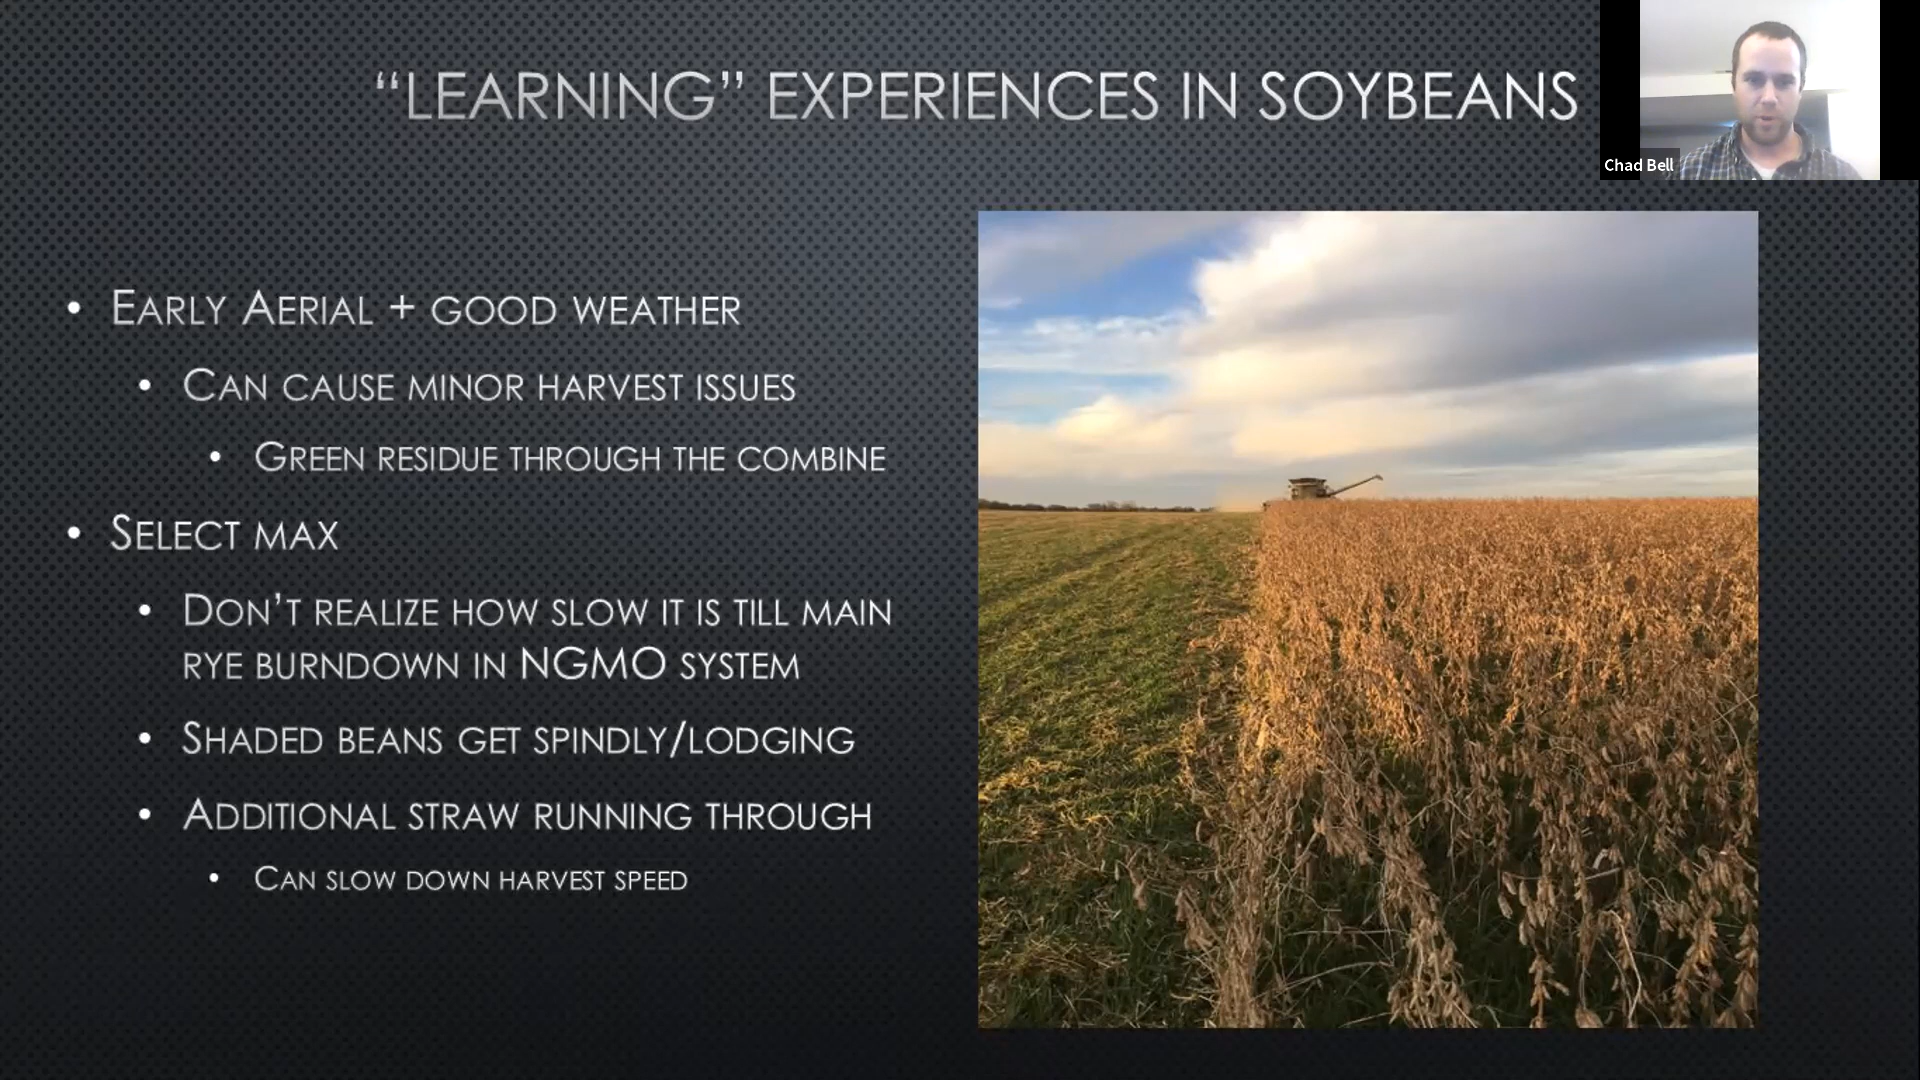 “LEARNING” EXPERIENCES IN SOYBEANS
Chad Bell
• EARLY AERIAL + GOOD WEATHER
• CAN CAUSE MINOR HARVEST ISSUES
• GREEN RESIDUE THROUGH THE COMBINE
• SELECT MAX
• DON’T REALIZE HOW SLOW IT IS TILL MAIN
RYE BURNDOWN IN NGMO SYSTEM
• SHADED BEANS GET SPINDLY/LODGING
• ADDITIONAL STRAW RUNNING THROUGH
• CAN SLOW DOWN HARVEST SPEED